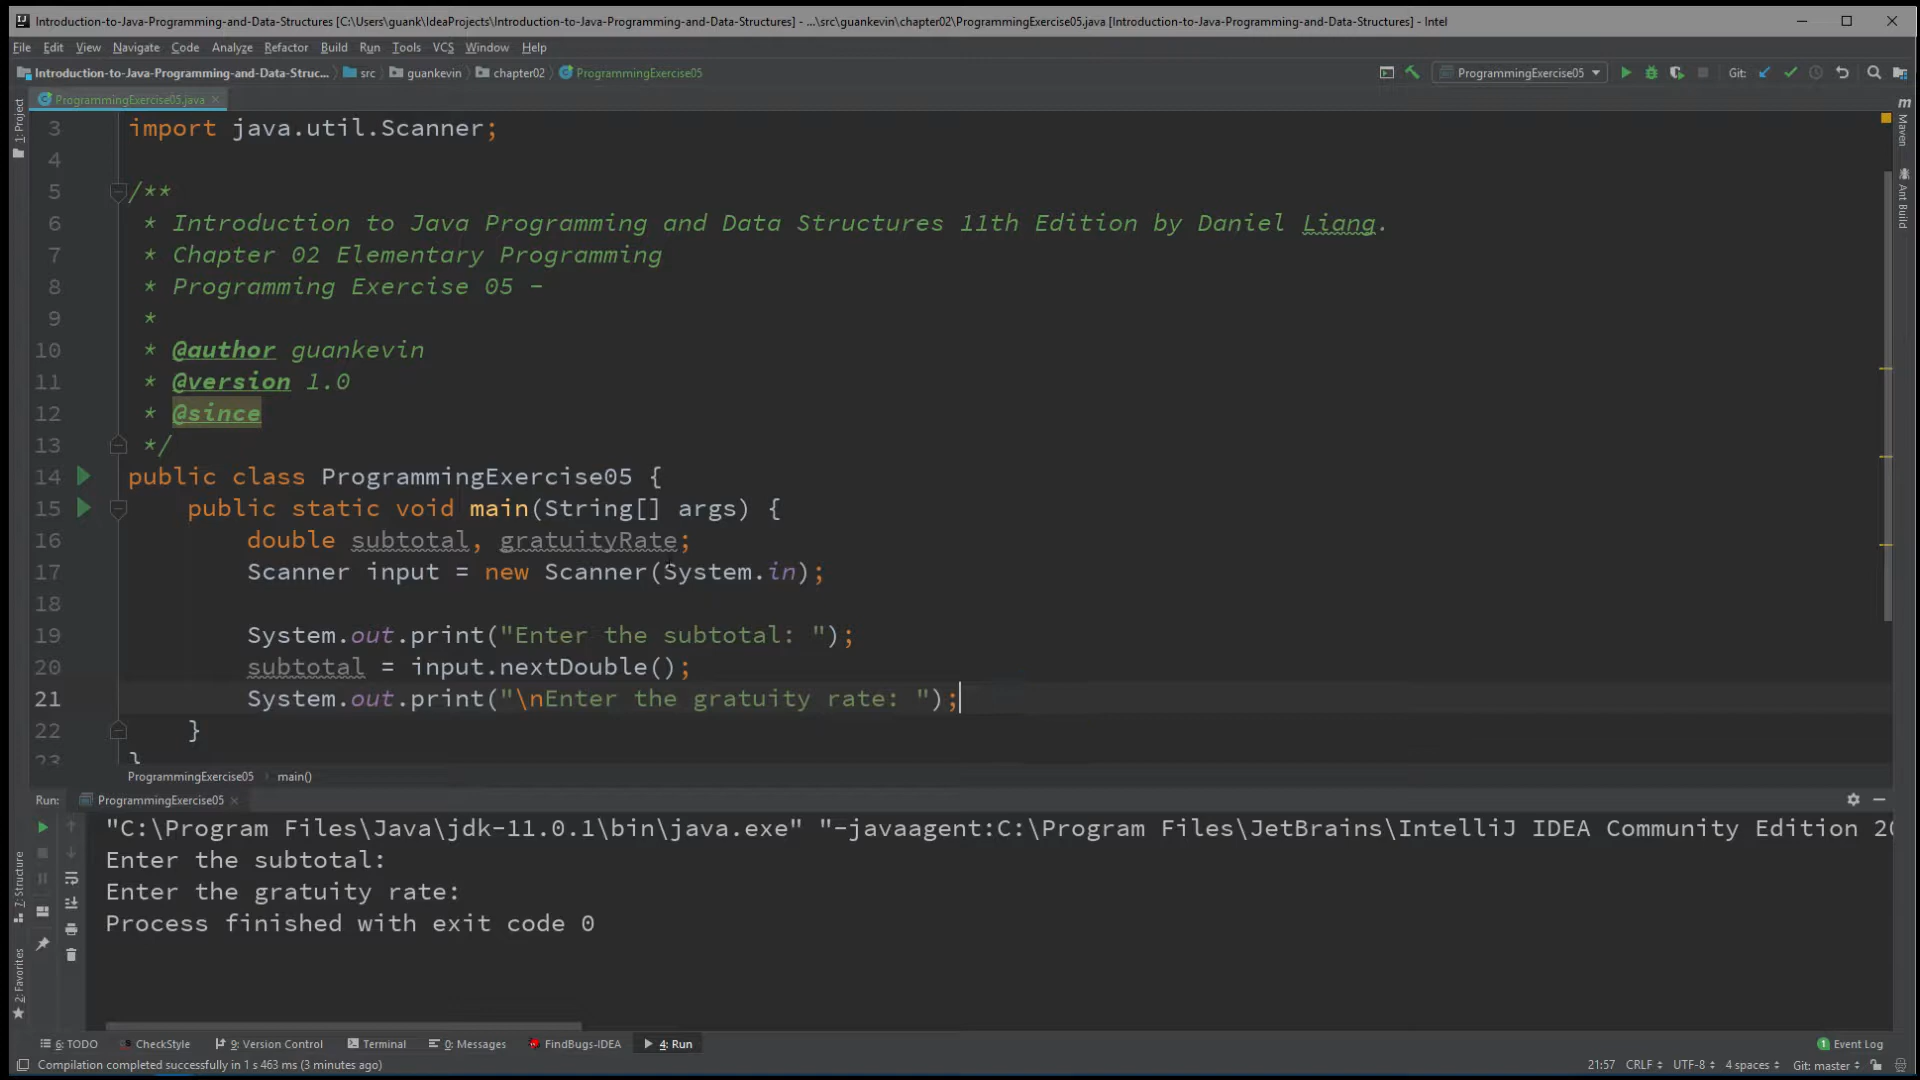 Introduction-to-Java-Programming-and-Data-Structures [C:\Users\guank\IdeaProjects\Introduction-to-Java-Programming-and-Data-Structures] - ...\src\guankevin\chapter02\ProgrammingExercise05.java [Introduction-to-Java-Programming-and-Data-Structures] - Intel
File Edit View Navigate Code Analyze Refactor Build Run Tools VCS Window Help
Introduction-to-Java-Programming-and-Data-Struc... src guankevin chapter02 ProgrammingExercise05 ProgrammingExercise05 Git:
ProgrammingExercise05.java
1: Project
Maven
Ant Build
3 import java.util.Scanner;
4
5 /**
6 * Introduction to Java Programming and Data Structures 11th Edition by Daniel Liang.
7 * Chapter 02 Elementary Programming
8 * Programming Exercise 05 -
9 *
10 * @author guankevin
11 * @version 1.0
12 * @since
13 */
14 public class ProgrammingExercise05 {
15 public static void main(String[] args) {
16 double subtotal, gratuityRate;
17 Scanner input = new Scanner(System.in);
18
19 System.out.print("Enter the subtotal: ");
20 subtotal = input.nextDouble();
21 System.out.print("\nEnter the gratuity rate: ");
22 }
23 }
ProgrammingExercise05 main()
Run: ProgrammingExercise05
"C:\Program Files\Java\jdk-11.0.1\bin\java.exe" "-javaagent:C:\Program Files\JetBrains\IntelliJ IDEA Community Edition 20
Enter the subtotal:
Enter the gratuity rate:
Process finished with exit code 0
7: Structure
2: Favorites
6: TODO CheckStyle 9: Version Control Terminal 0: Messages FindBugs-IDEA 4: Run 1 Event Log
Compilation completed successfully in 1 s 463 ms (3 minutes ago) 21:57 CRLF UTF-8 4 spaces Git: master